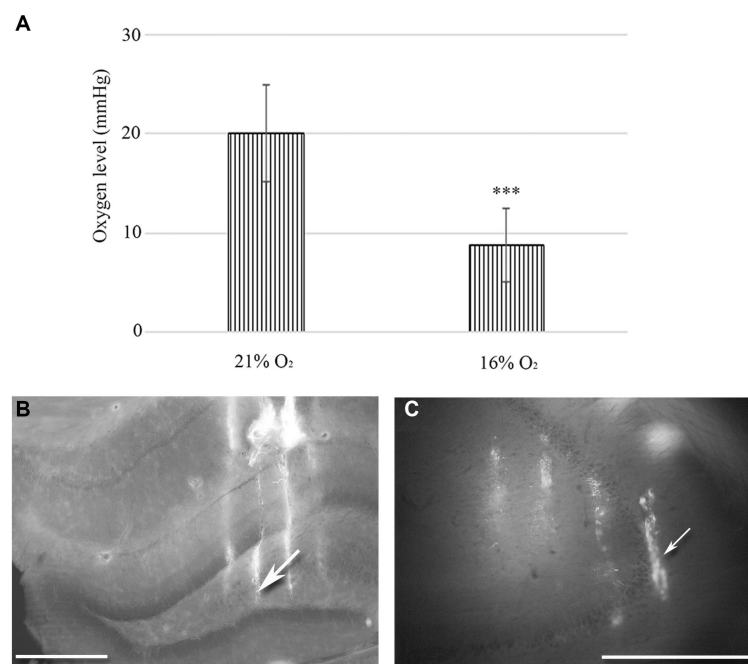 A
30
20
10
0
Oxygen level (mmHg)
***
21% O₂
16% O₂
B
C